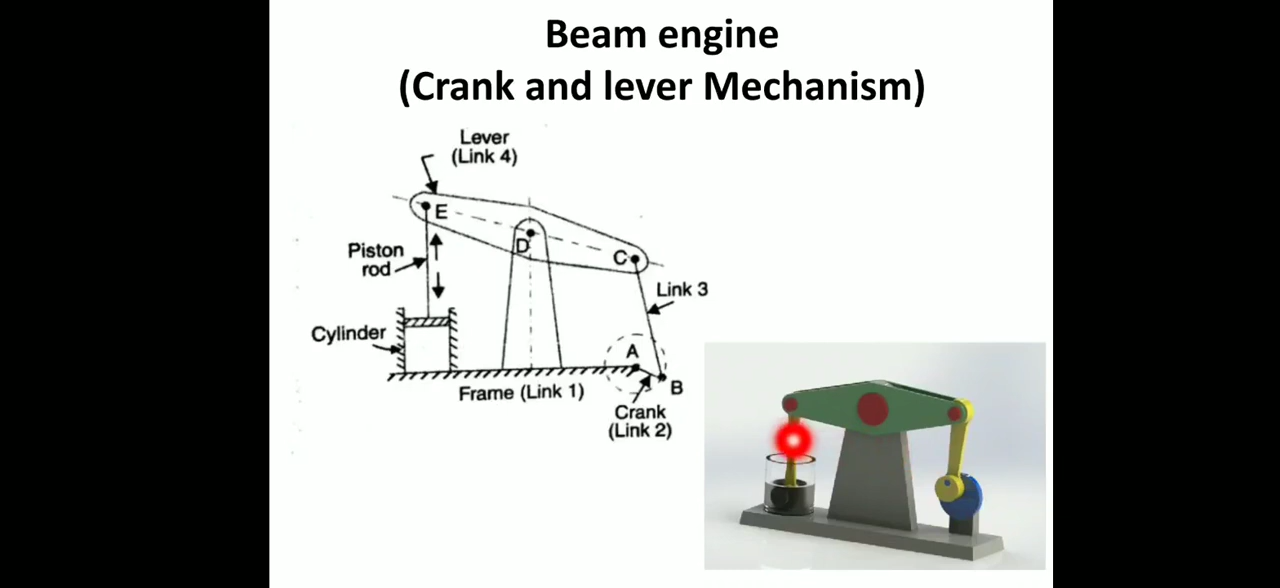 Beam engine
(Crank and lever Mechanism)
Lever
(Link 4)
E
D
C
Piston
rod
Link 3
Cylinder
A
B
Frame (Link 1)
Crank
(Link 2)